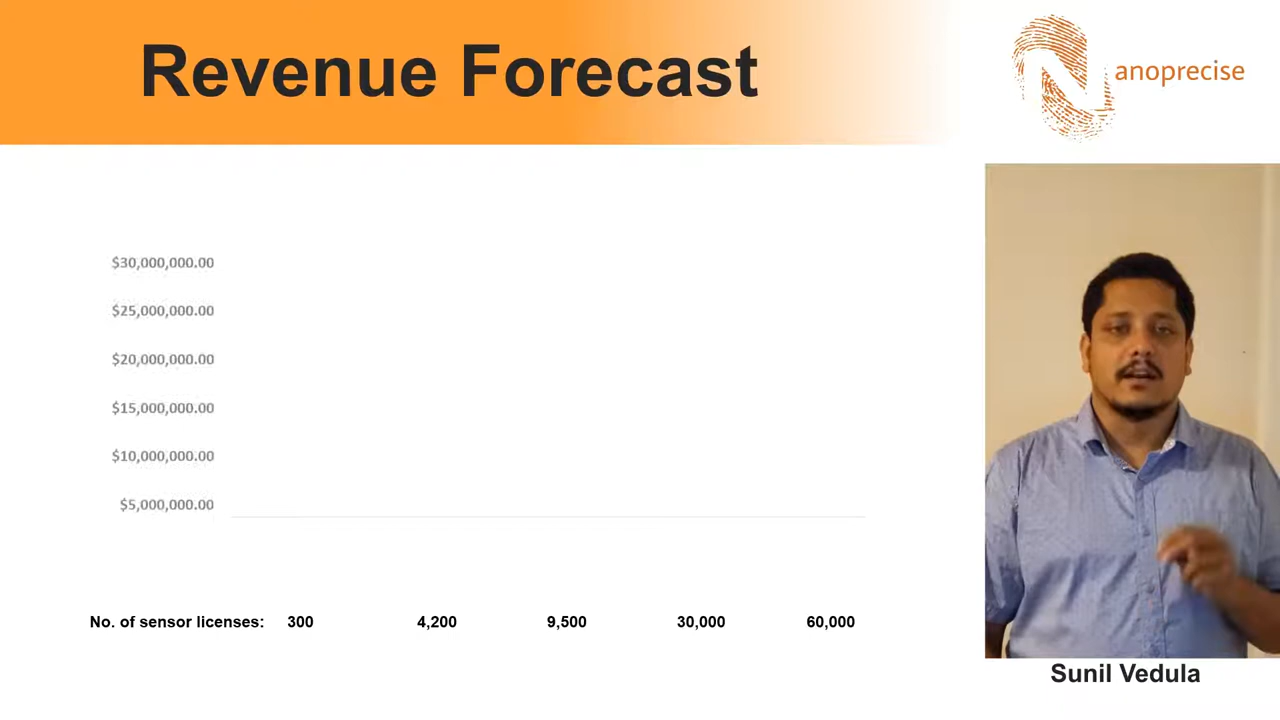 Revenue Forecast
Nanoprecise
$30,000,000.00
$25,000,000.00
$20,000,000.00
$15,000,000.00
$10,000,000.00
$5,000,000.00
No. of sensor licenses: 300 4,200 9,500 30,000 60,000
Sunil Vedula